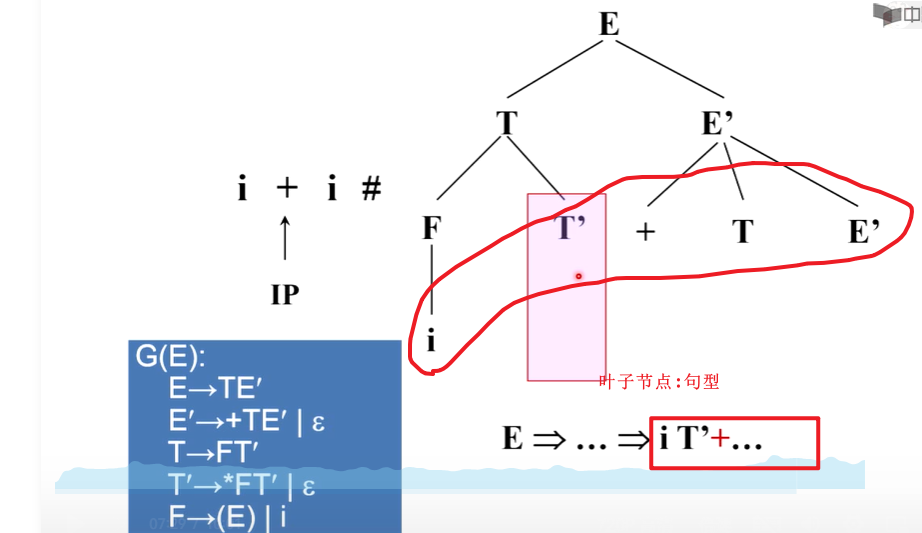 E
T E’
i + i #
F T’ + T E’
IP
i
G(E):
E→TE′
E′→+TE′ | ε
T→FT′
T′→*FT′ | ε
F→(E) | i
叶子节点:句型
E ⇒ … ⇒ i T’+…
中